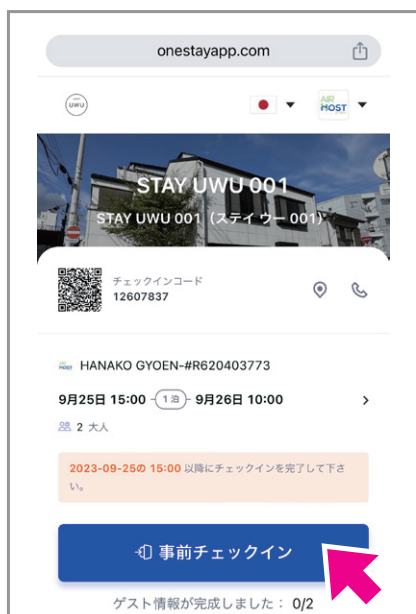 onestayapp.com
UWU
AIR
HOST
STAY UWU 001
STAY UWU 001（ステイ ウー 001)
チェックインコード
12607837
AIR
HOST HANAKO GYOEN-#R620403773
9月25日 15:00 - 1泊 - 9月26日 10:00
2 大人
2023-09-25の 15:00 以降にチェックインを完了して下さ
い。
事前チェックイン
ゲスト情報が完成しました： 0/2